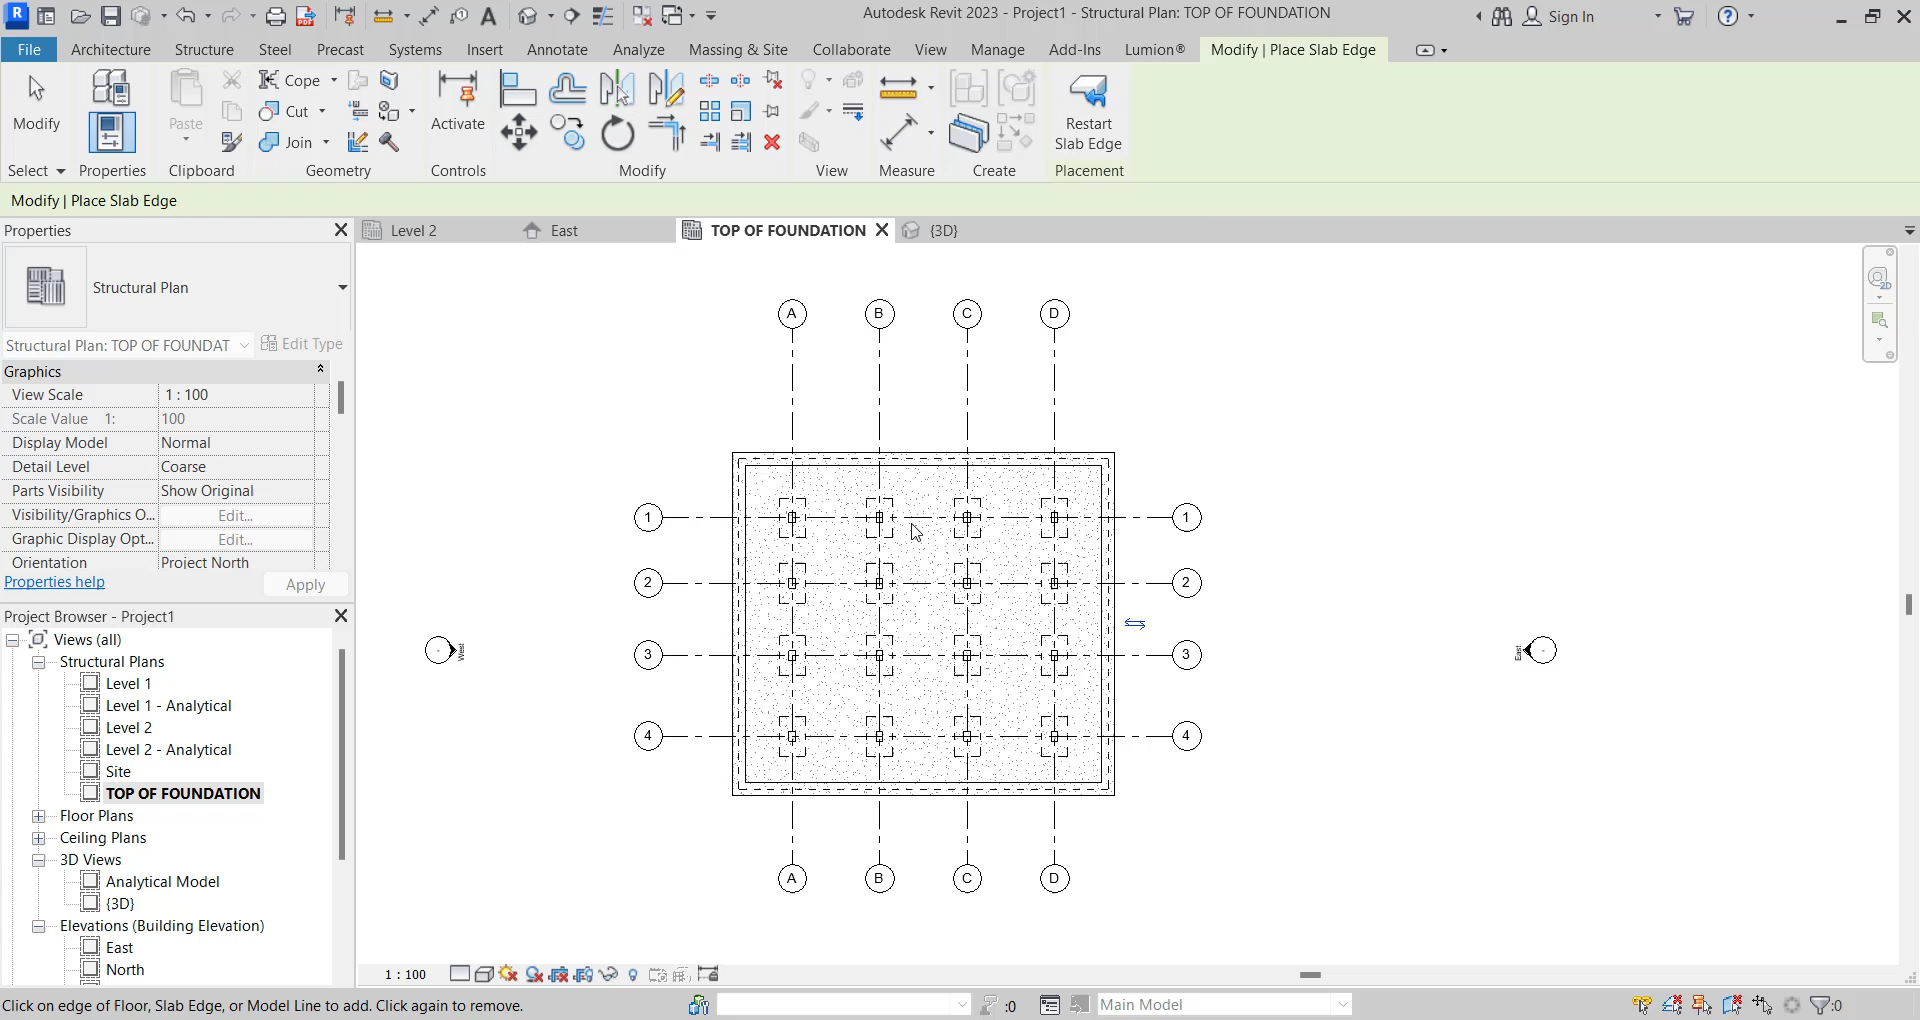 Autodesk Revit 2023 - Project1 - Structural Plan: TOP OF FOUNDATION
Sign In
File
Architecture
Structure
Steel
Precast
Systems
Insert
Annotate
Analyze
Massing & Site
Collaborate
View
Manage
Add-Ins
Lumion®
Modify | Place Slab Edge
Modify
Paste
Cope
Cut
Join
Activate
Restart
Slab Edge
Select
Properties
Clipboard
Geometry
Controls
Modify
View
Measure
Create
Placement
Modify | Place Slab Edge
Properties
Level 2
East
TOP OF FOUNDATION
{3D}
Structural Plan
Structural Plan: TOP OF FOUNDAT
Edit Type
Graphics
View Scale
1 : 100
Scale Value 1:
100
Display Model
Normal
Detail Level
Coarse
Parts Visibility
Show Original
Visibility/Graphics O...
Edit...
Graphic Display Opt...
Edit...
Orientation
Project North
Properties help
Apply
Project Browser - Project1
Views (all)
Structural Plans
Level 1
Level 1 - Analytical
Level 2
Level 2 - Analytical
Site
TOP OF FOUNDATION
Floor Plans
Ceiling Plans
3D Views
Analytical Model
{3D}
Elevations (Building Elevation)
East
North
A
B
C
D
1
1
2
2
3
3
4
4
A
B
C
D
West
East
2D
1 : 100
Click on edge of Floor, Slab Edge, or Model Line to add. Click again to remove.
:0
Main Model
:0